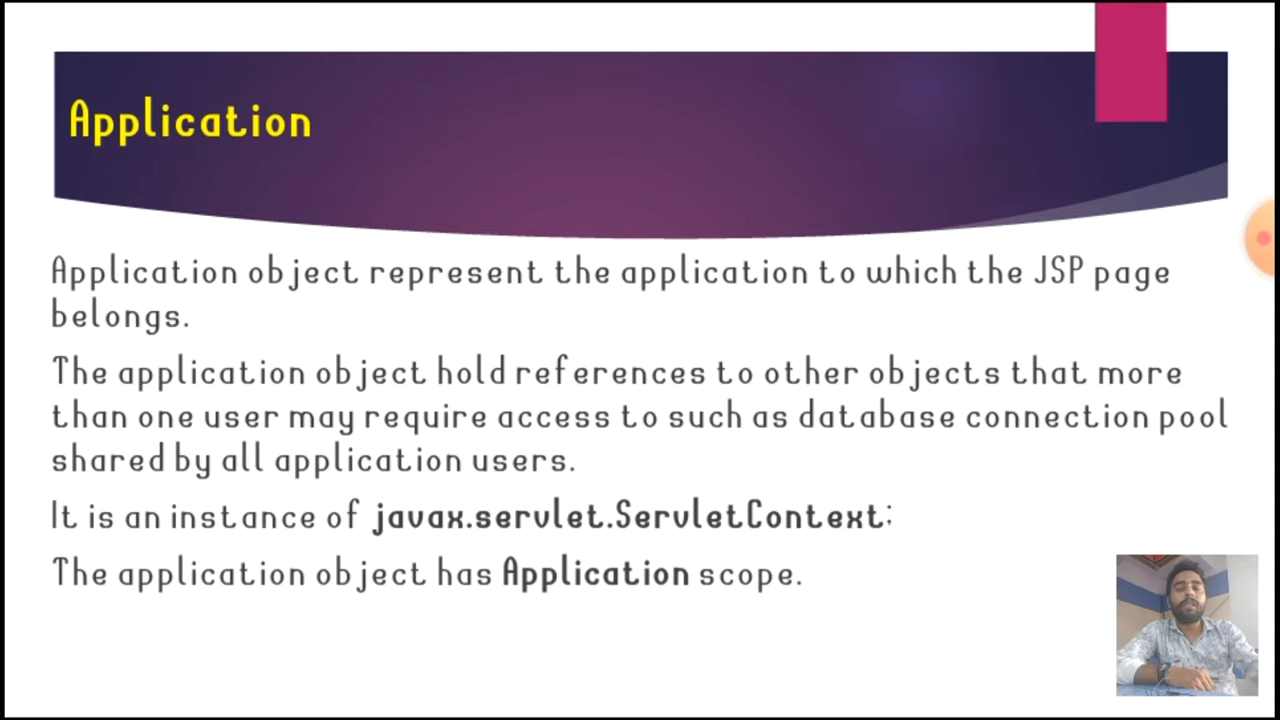 Application
Application object represent the application to which the JSP page
belongs.
The application object hold references to other objects that more
than one user may require access to such as database connection pool
shared by all application users.
It is an instance of javax.servlet.ServletContext;
The application object has Application scope.